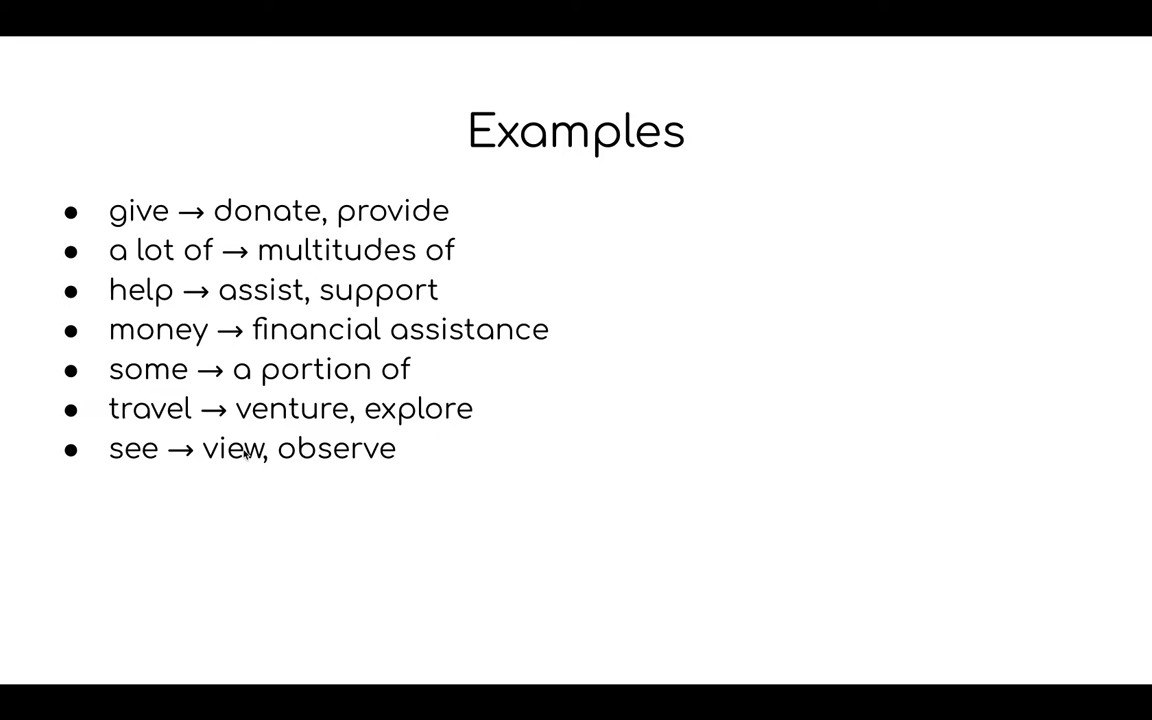 Examples
● give → donate, provide
● a lot of → multitudes of
● help → assist, support
● money → financial assistance
● some → a portion of
● travel → venture, explore
● see → view, observe